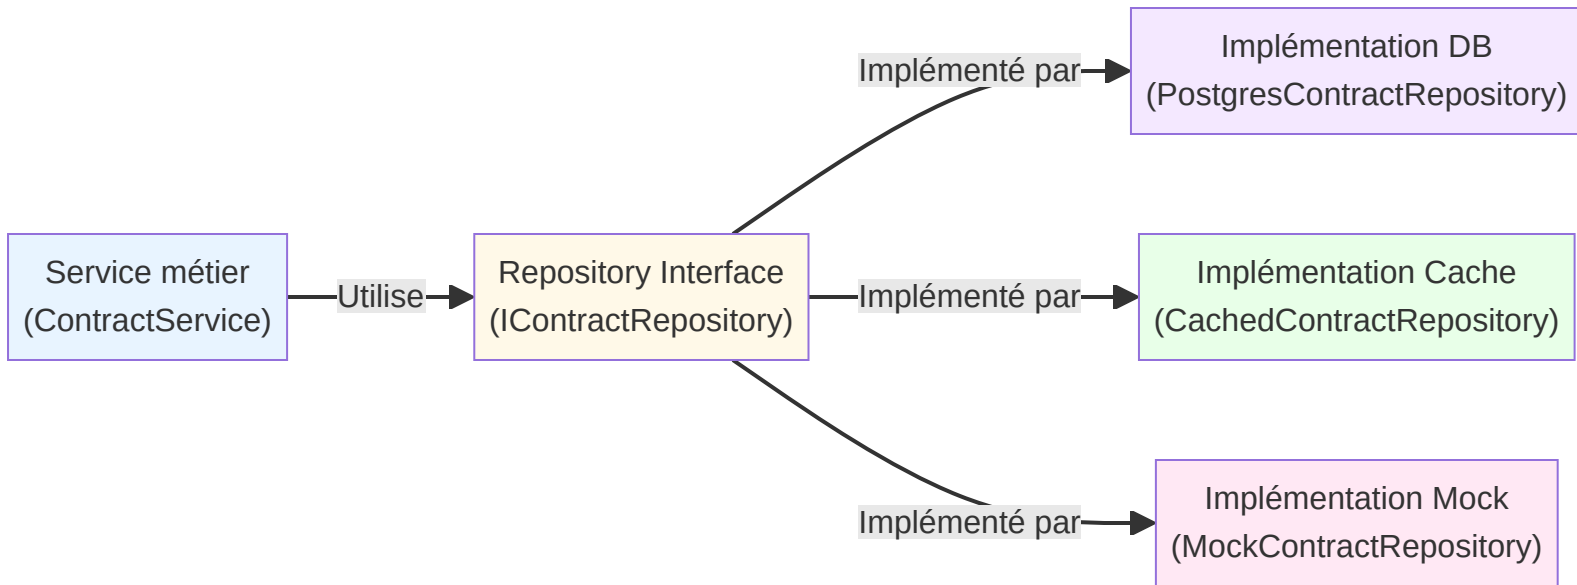 Service métier
(ContractService)
Utilise
Repository Interface
(IContractRepository)
Implémenté par
Implémentation DB
(PostgresContractRepository)
Implémenté par
Implémentation Cache
(CachedContractRepository)
Implémenté par
Implémentation Mock
(MockContractRepository)